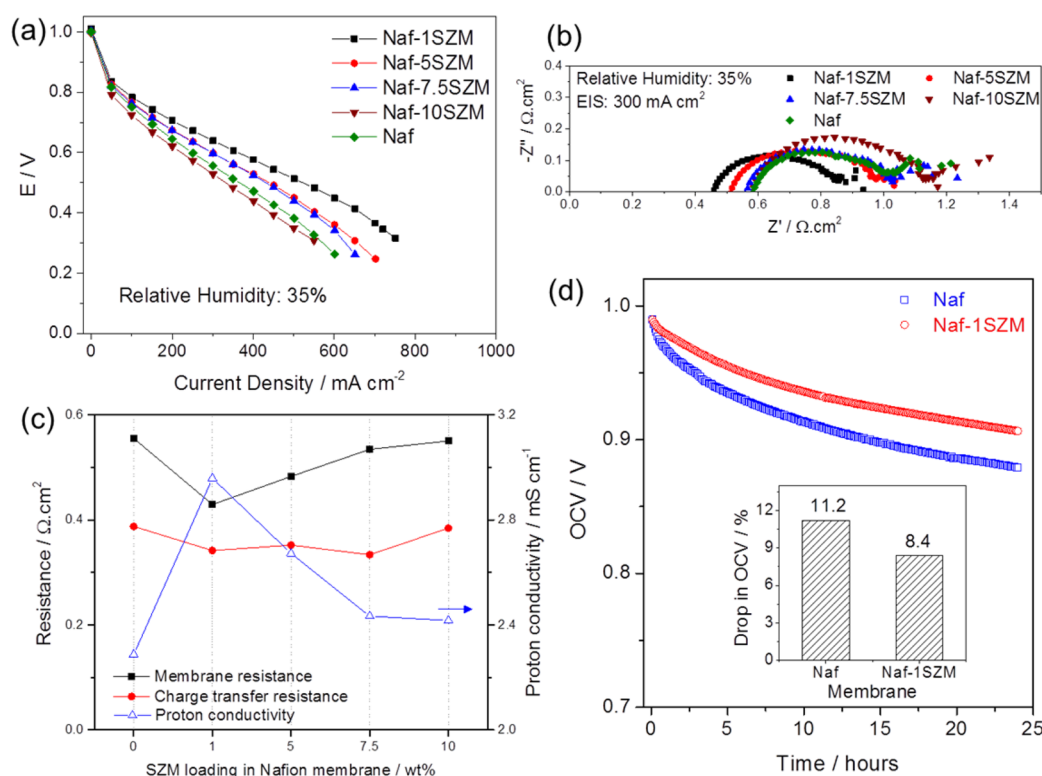 (a)
Naf-1SZM
Naf-5SZM
Naf-7.5SZM
Naf-10SZM
Naf
E / V
1.0
0.8
0.6
0.4
0.2
0.0
Relative Humidity: 35%
0 200 400 600 800 1000
Current Density / mA cm-2
(b)
Relative Humidity: 35%
EIS: 300 mA cm2
Naf-1SZM Naf-5SZM
Naf-7.5SZM Naf-10SZM
Naf
-Z'' / Ω.cm2
0.4
0.3
0.2
0.1
0.0
0.0 0.2 0.4 0.6 0.8 1.0 1.2 1.4
Z' / Ω.cm2
(c)
Resistance / Ω.cm2
0.6
0.4
0.2
0.0
Proton conductivity / mS cm-1
3.2
2.8
2.4
2.0
Membrane resistance
Charge transfer resistance
Proton conductivity
0 1 5 7.5 10
SZM loading in Nafion membrane / wt%
(d)
Naf
Naf-1SZM
OCV / V
1.0
0.9
0.8
0.7
Drop in OCV / %
12
9
6
3
0
11.2
8.4
Naf Naf-1SZM
Membrane
0 5 10 15 20 25
Time / hours